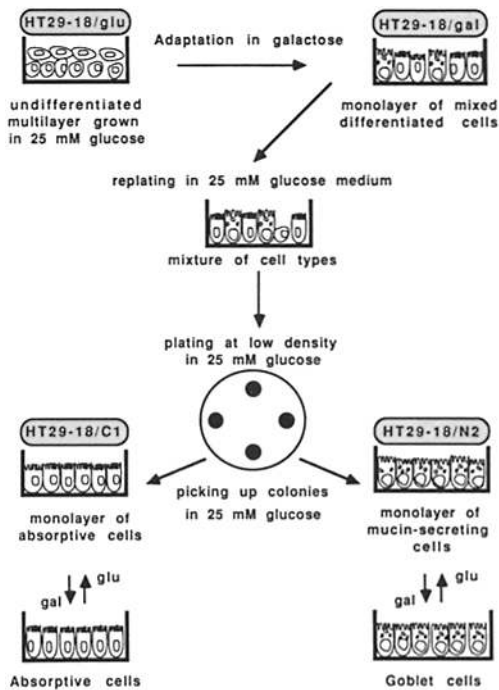 HT29-18/glu
Adaptation in galactose
HT29-18/gal
undifferentiated
multilayer grown
in 25 mM glucose
monolayer of mixed
differentiated cells
replating in 25 mM glucose medium
mixture of cell types
plating at low density
in 25 mM glucose
HT29-18/C1
HT29-18/N2
picking up colonies
in 25 mM glucose
monolayer of
absorptive cells
monolayer of
mucin-secreting
cells
gal
glu
gal
glu
Absorptive cells
Goblet cells